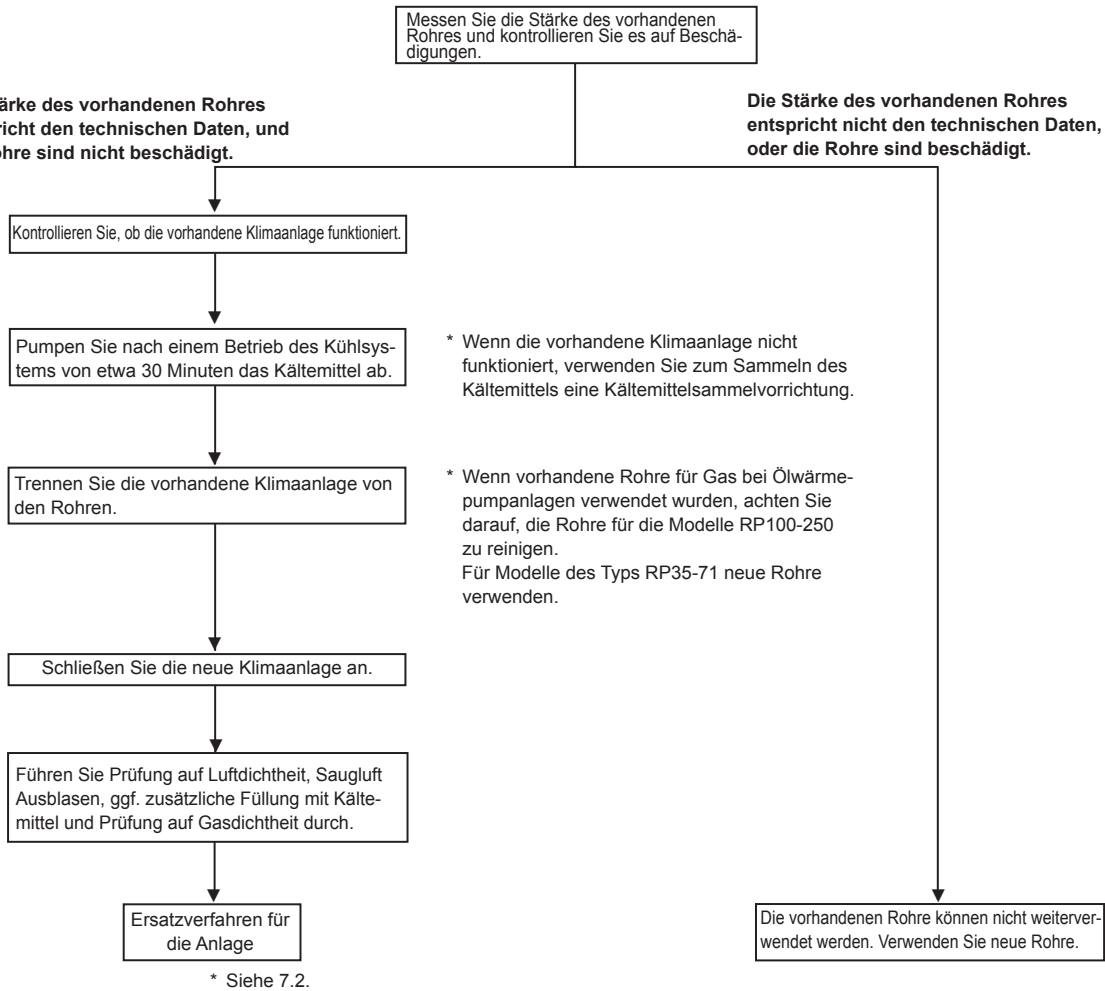 Messen Sie die Stärke des vorhandenen
Rohres und kontrollieren Sie es auf Beschä-
digungen.
ärke des vorhandenen Rohres
richt den technischen Daten, und
ohre sind nicht beschädigt.
Die Stärke des vorhandenen Rohres
entspricht nicht den technischen Daten,
oder die Rohre sind beschädigt.
Kontrollieren Sie, ob die vorhandene Klimaanlage funktioniert.
Pumpen Sie nach einem Betrieb des Kühlsys-
tems von etwa 30 Minuten das Kältemittel ab.
* Wenn die vorhandene Klimaanlage nicht
funktioniert, verwenden Sie zum Sammeln des
Kältemittels eine Kältemittelsammelvorrichtung.
Trennen Sie die vorhandene Klimaanlage von
den Rohren.
* Wenn vorhandene Rohre für Gas bei Ölwärme-
pumpanlagen verwendet wurden, achten Sie
darauf, die Rohre für die Modelle RP100-250
zu reinigen.
Für Modelle des Typs RP35-71 neue Rohre
verwenden.
Schließen Sie die neue Klimaanlage an.
Führen Sie Prüfung auf Luftdichtheit, Saugluft
Ausblasen, ggf. zusätzliche Füllung mit Kälte-
mittel und Prüfung auf Gasdichtheit durch.
Ersatzverfahren für
die Anlage
* Siehe 7.2.
Die vorhandenen Rohre können nicht weiterver-
wendet werden. Verwenden Sie neue Rohre.